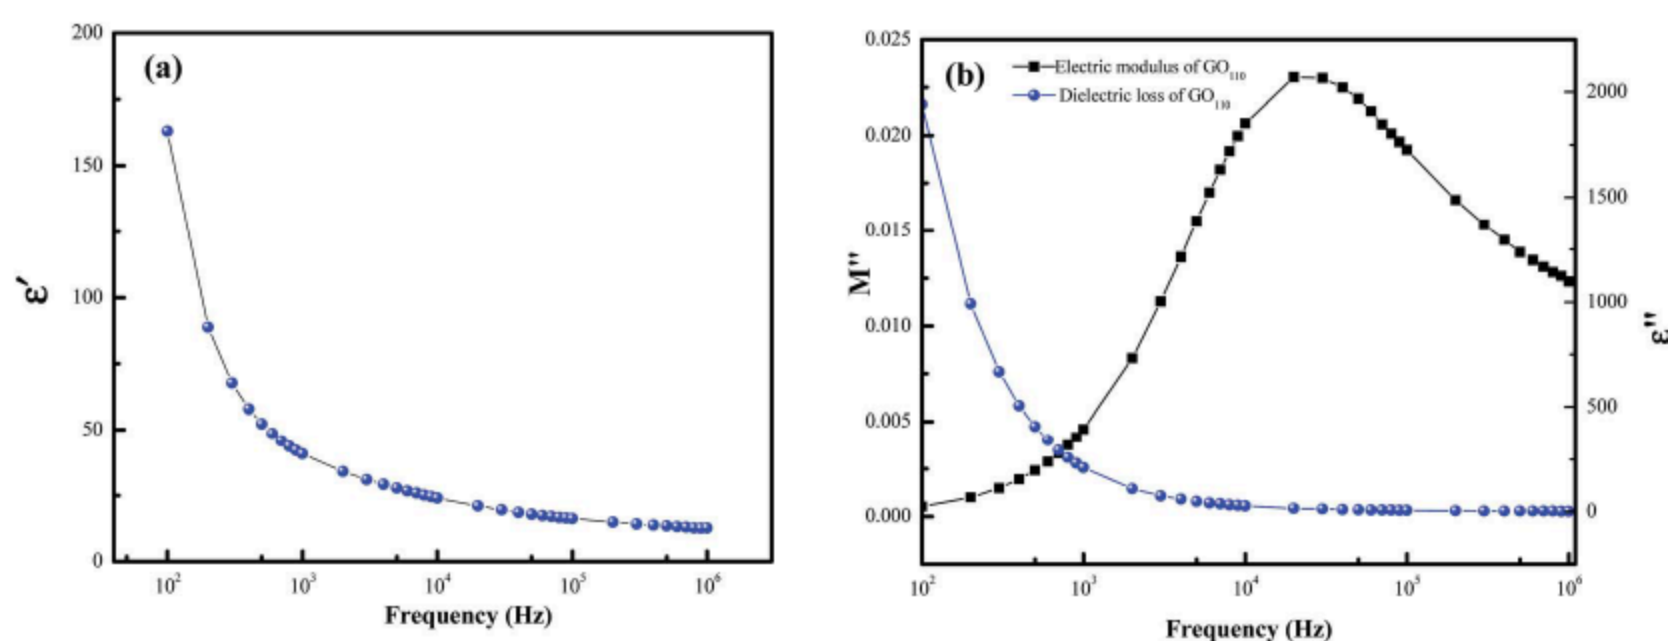 (a)
200
150
100
50
0
ε′
10² 10³ 10⁴ 10⁵ 10⁶
Frequency (Hz)
(b)
Electric modulus of GO₁₁₀
Dielectric loss of GO₁₁₀
0.025
0.020
0.015
0.010
0.005
0.000
M"
2000
1500
1000
500
0
ε"
10² 10³ 10⁴ 10⁵ 10⁶
Frequency (Hz)